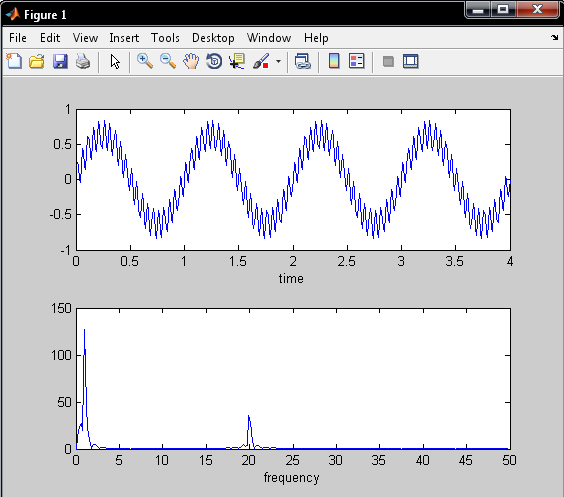 Figure 1
File Edit View Insert Tools Desktop Window Help
1
0.5
0
-0.5
-1
0 0.5 1 1.5 2 2.5 3 3.5 4
time
150
100
50
0
0 5 10 15 20 25 30 35 40 45 50
frequency